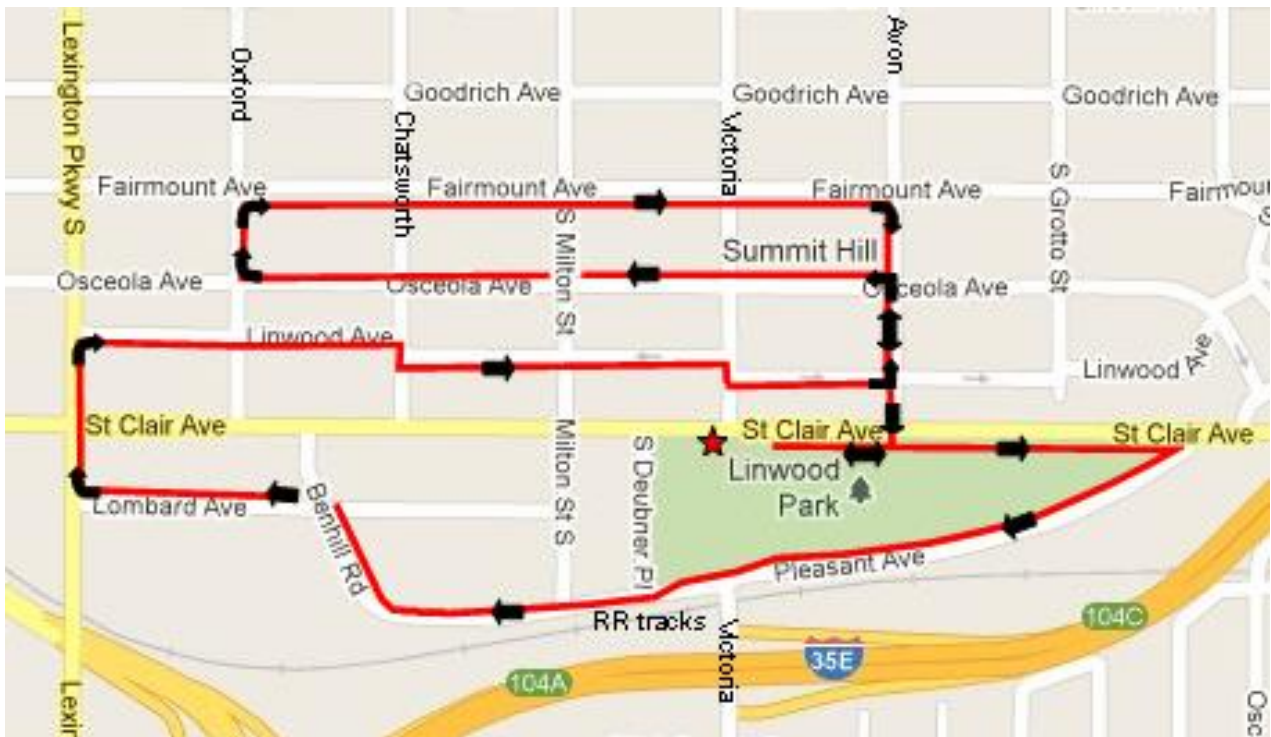 Lexington Pkwy S
Oxford
Chatsworth
Victoria
Avon
Goodrich Ave
Goodrich Ave
Goodrich Ave
Fairmount Ave
Fairmount Ave
Fairmount Ave
Fairmount
S Milton St
S Grotto St
Summit Hill
Osceola Ave
Osceola Ave
Osceola Ave
Linwood Ave
Linwood Ave
St Clair Ave
St Clair Ave
St Clair Ave
Milton St S
S Deubner Pl
Linwood
Park
Lombard Ave
Benhill Rd
Pleasant Ave
RR tracks
Victoria
104C
35E
104A
Lexin
Osc